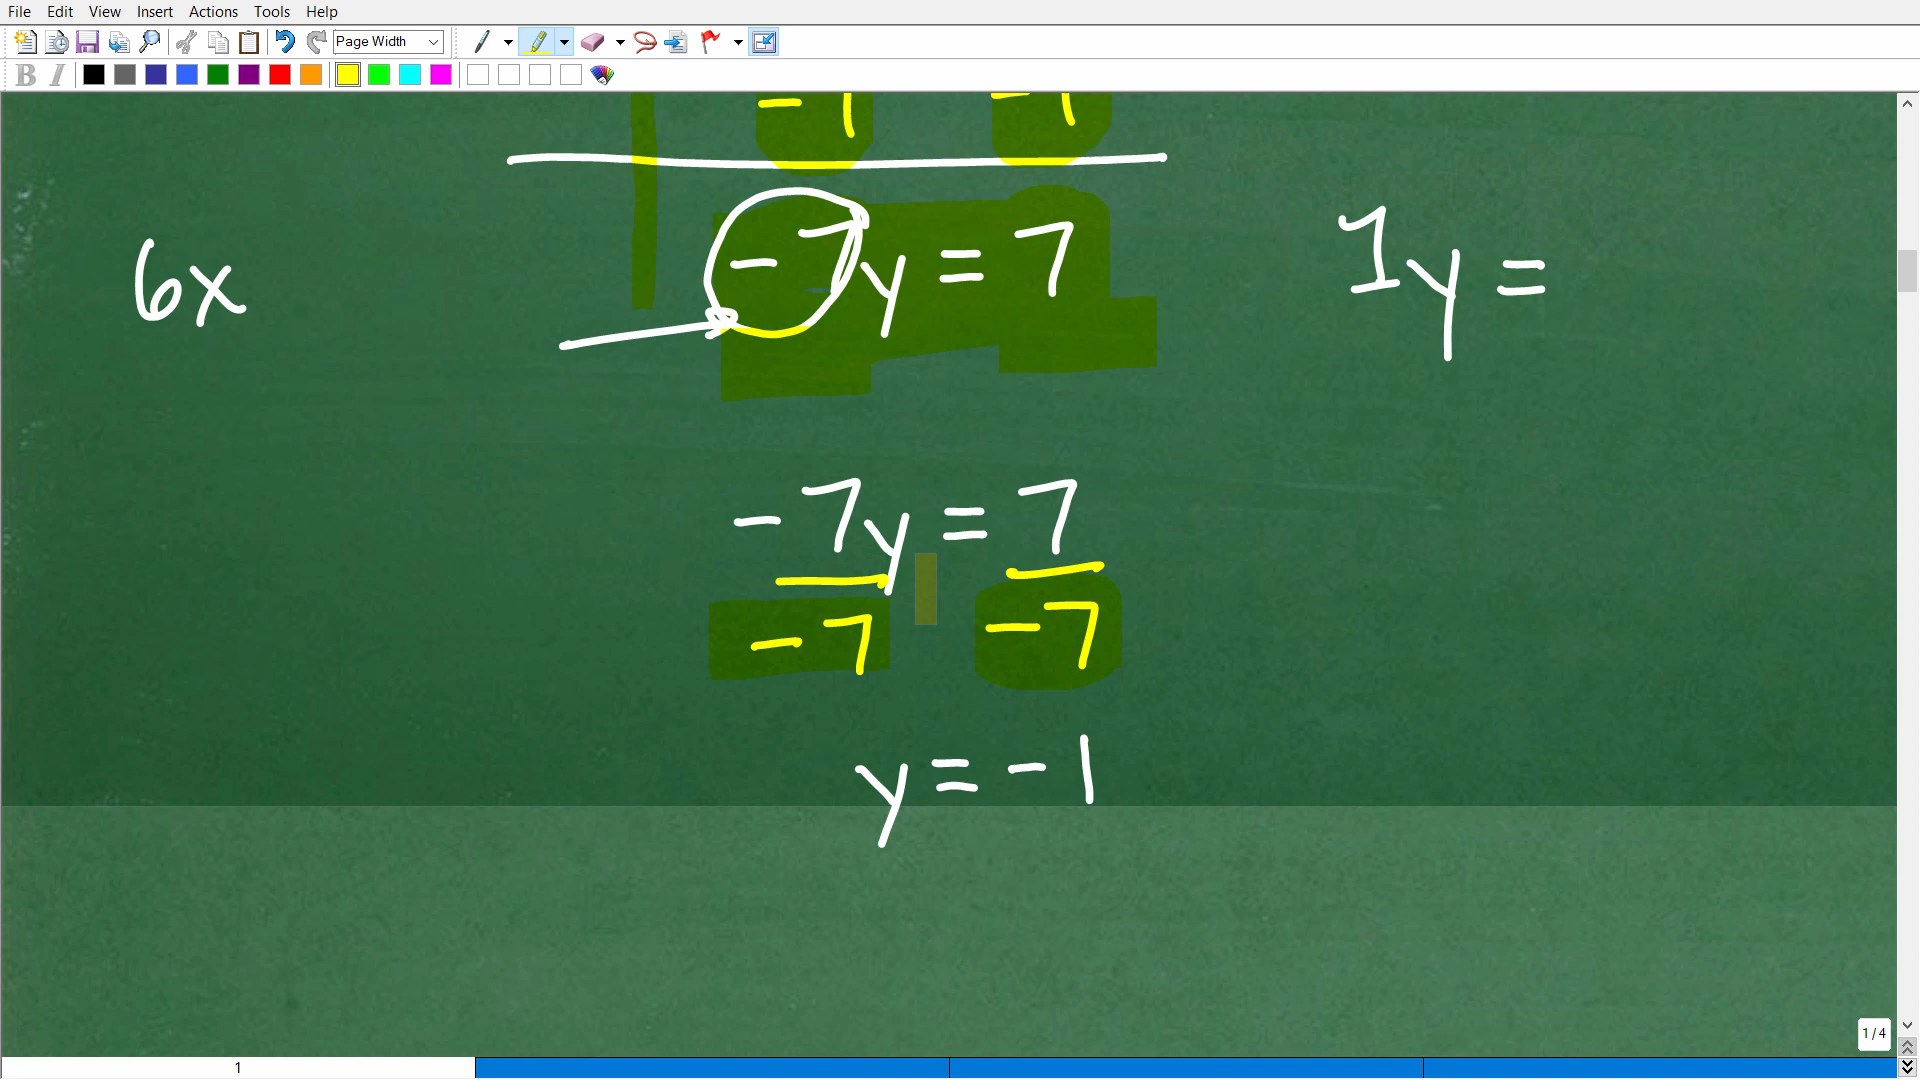 File Edit View Insert Actions Tools Help
Page Width
B I
-1 -1
6x
-7y = 7
1y =
-7y = 7
-7 -7
y = -1
1 / 4
1